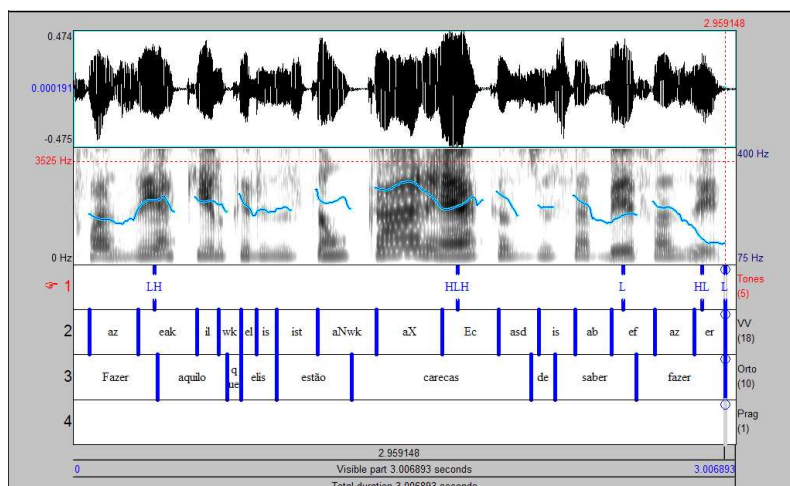 2.959148
0.474
0.000191
-0.475
3525 Hz
400 Hz
0 Hz
75 Hz
1 LH HLH L HL L Tones (5)
2 az eak il wk el is ist aNwk aX Ec asd is ab ef az er VV (18)
3 Fazer aquilo que elis estão carecas de saber fazer Orto (10)
4 Prag (1)
2.959148
0 Visible part 3.006893 seconds 3.006893
Total duration 3.006893 seconds